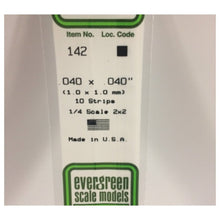 Item No. Loc. Code
142
.040 x .040"
(1.0 x 1.0 mm)
10 Strips
1/4 Scale 2x2
Made in U.S.A.
evergreen
scale models